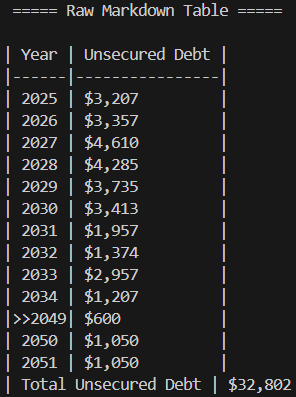 ===== Raw Markdown Table =====
| Year | Unsecured Debt |
|------|----------------|
| 2025 | $3,207         |
| 2026 | $3,357         |
| 2027 | $4,610         |
| 2028 | $4,285         |
| 2029 | $3,735         |
| 2030 | $3,413         |
| 2031 | $1,957         |
| 2032 | $1,374         |
| 2033 | $2,957         |
| 2034 | $1,207         |
|>>2049| $600           |
| 2050 | $1,050         |
| 2051 | $1,050         |
| Total Unsecured Debt | $32,802